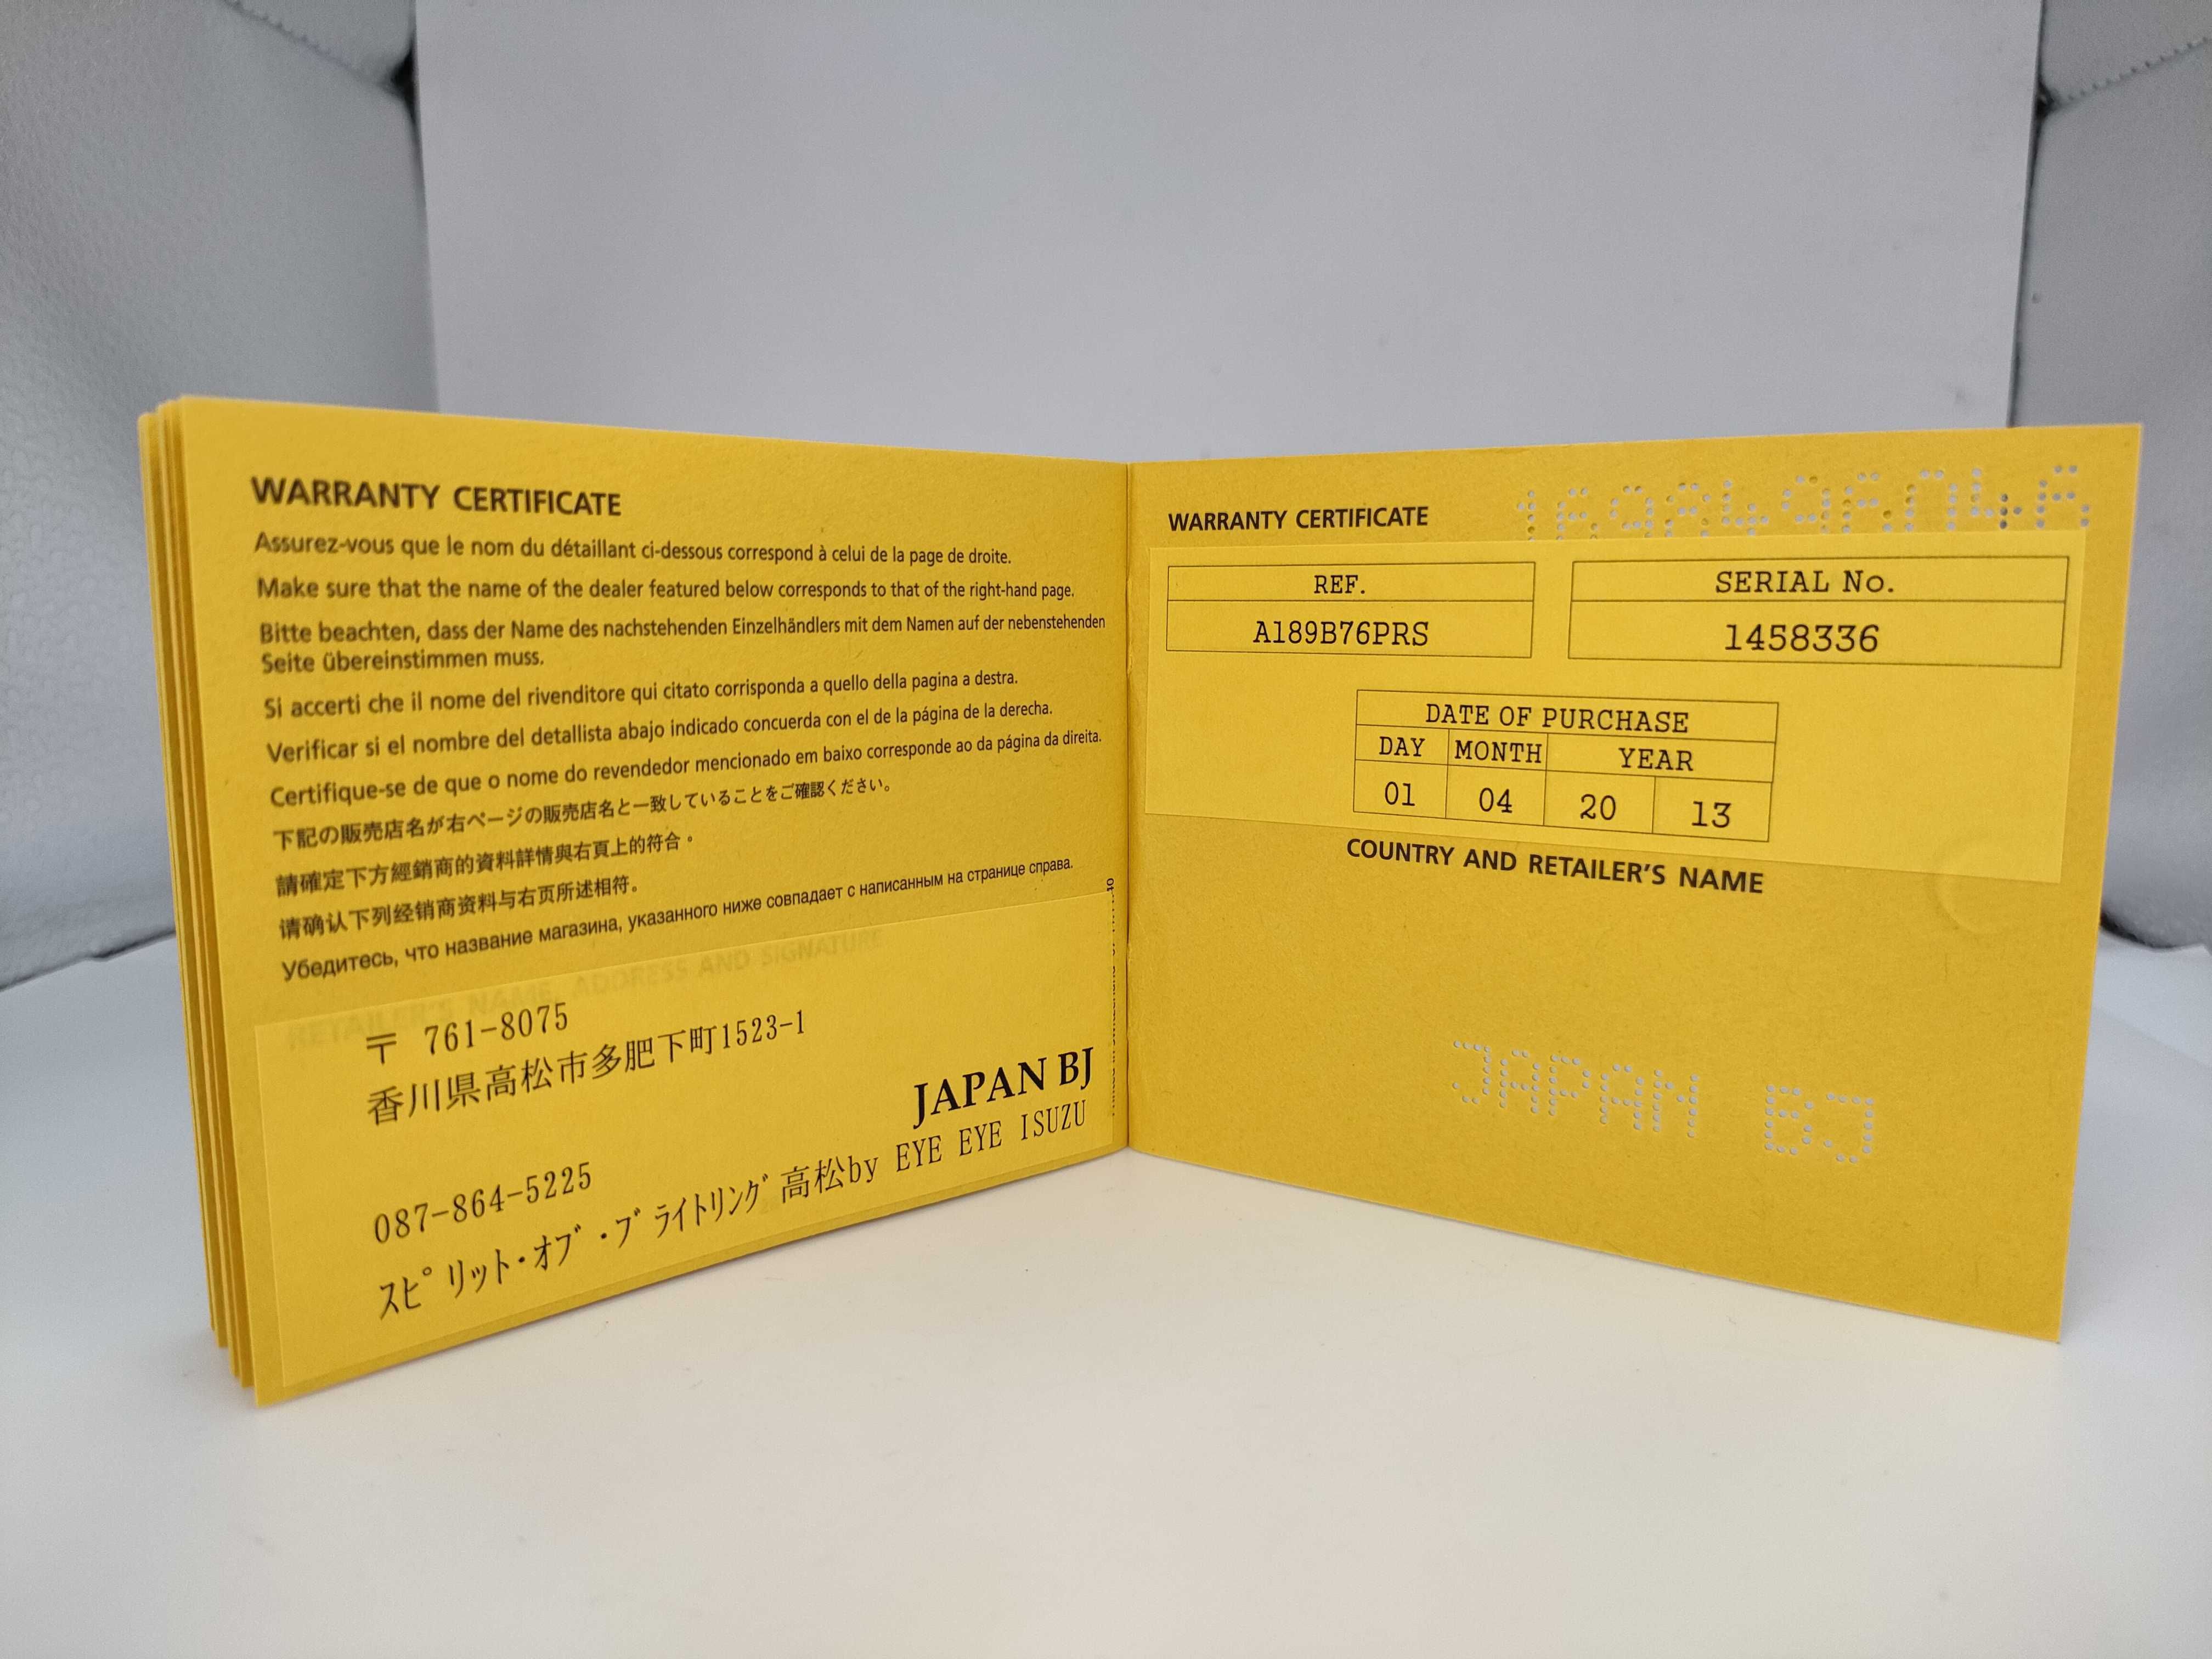 WARRANTY CERTIFICATE
Assurez-vous que le nom du détaillant ci-dessous correspond à celui de la page de droite.
Make sure that the name of the dealer featured below corresponds to that of the right-hand page.
Bitte beachten, dass der Name des nachstehenden Einzelhändlers mit dem Namen auf der nebenstehenden
Seite übereinstimmen muss.
Si accerti che il nome del rivenditore qui citato corrisponda a quello della pagina a destra.
Verificar si el nombre del detallista abajo indicado concuerda con el de la página de la derecha.
Certifique-se de que o nome do revendedor mencionado em baixo corresponde ao da página da direita.
下記の販売店名が右ページの販売店名と一致していることをご確認ください。
請確定下方經銷商的資料詳情與右頁上的符合。
请确认下列经销商资料与右页所述相符。
Убедитесь, что название магазина, указанного ниже совпадает с написанным на странице справа.
RETAILER'S NAME, ADDRESS AND SIGNATURE
〒 761-8075
香川県高松市多肥下町1523-1
JAPAN BJ
087-864-5225
スピリット・オブ・ブライトリング高松by EYE EYE ISUZU
WARRANTY CERTIFICATE
REF.
A189B76PRS
SERIAL No.
1458336
DATE OF PURCHASE
DAY MONTH YEAR
01 04 20 13
COUNTRY AND RETAILER'S NAME
JAPAN BJ